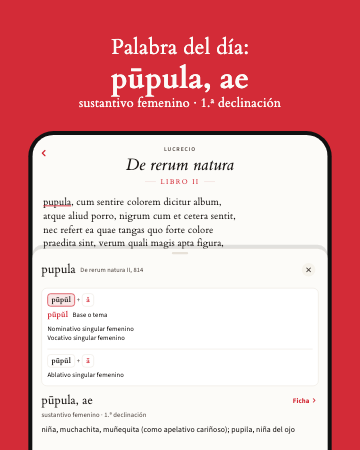 Palabra del día:
pūpula, ae
sustantivo femenino · 1.ª declinación
LUCRECIO
De rerum natura
LIBRO II
pupula, cum sentire colorem dicitur album,
atque aliud porro, nigrum cum et cetera sentit,
nec refert ea quae tangas quo forte colore
praedita sint, verum quali magis apta figura,
pupula De rerum natura II, 814
pūpŭl + ă
pūpŭl Base o tema
Nominativo singular femenino
Vocativo singular femenino
pūpŭl + ā
Ablativo singular femenino
pūpula, ae Ficha
sustantivo femenino · 1.ª declinación
niña, muchachita, muñequita (como apelativo cariñoso); pupila, niña del ojo